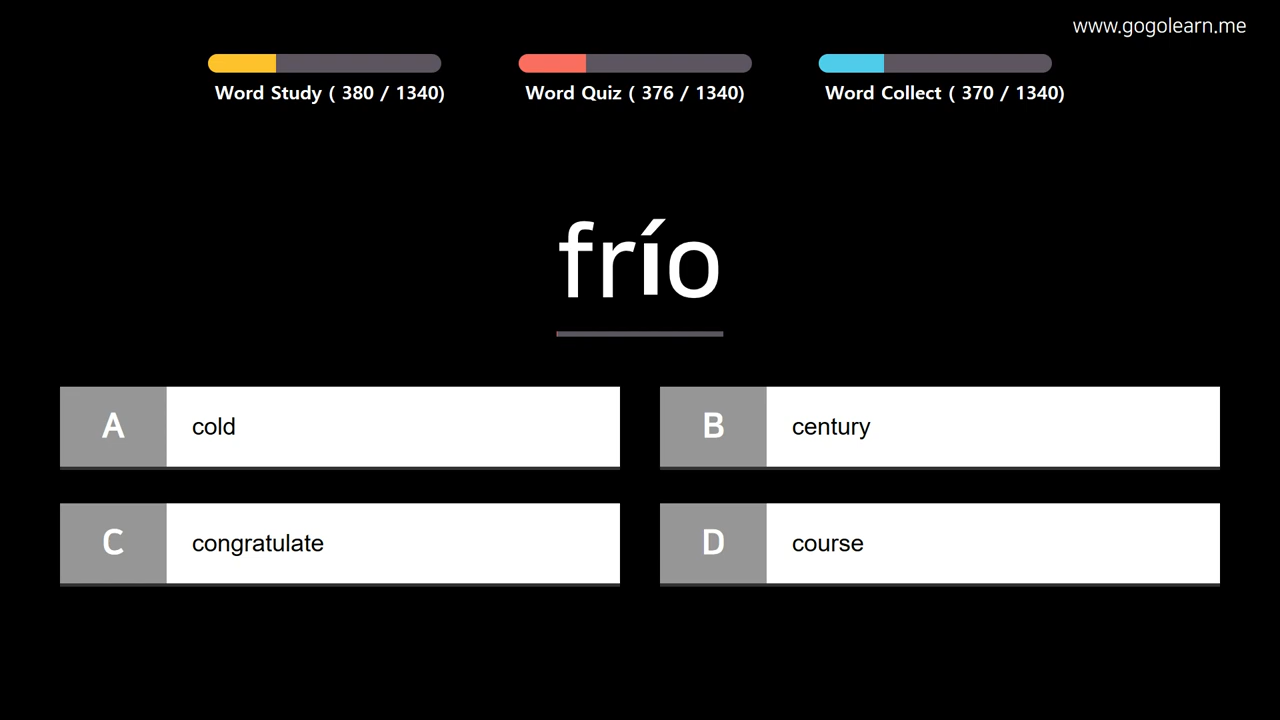 www.gogolearn.me
Word Study ( 380 / 1340)
Word Quiz ( 376 / 1340)
Word Collect ( 370 / 1340)
frío
A cold
B century
C congratulate
D course